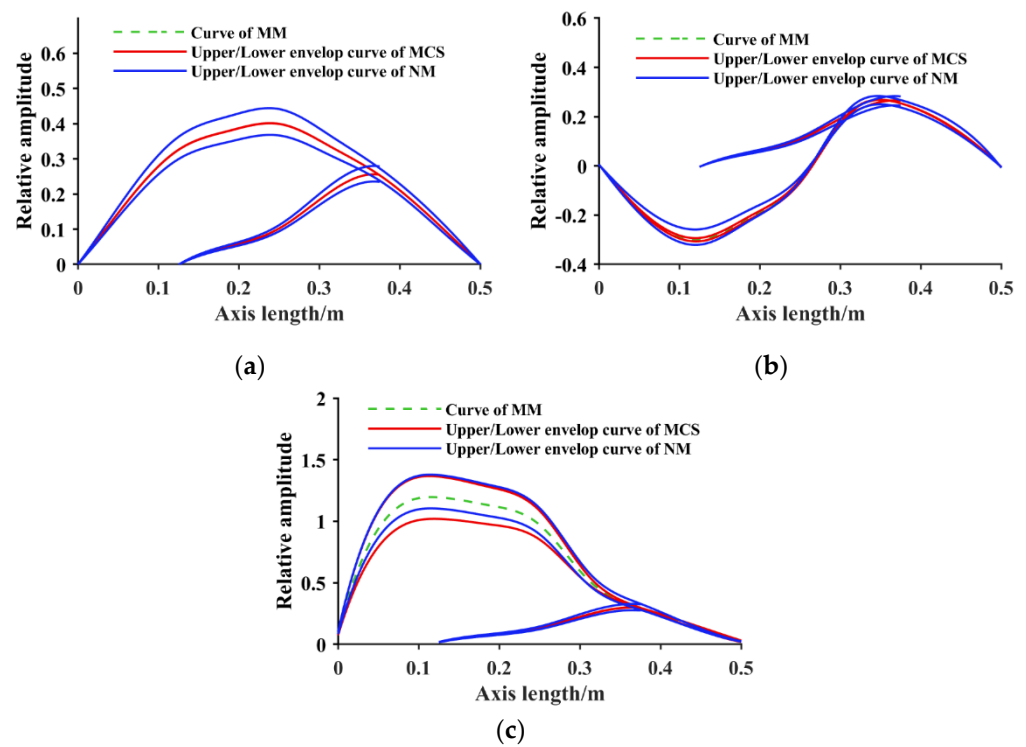 0.6
0.5
0.4
0.3
0.2
0.1
0
Relative amplitude
Curve of MM
Upper/Lower envelop curve of MCS
Upper/Lower envelop curve of NM
0 0.1 0.2 0.3 0.4 0.5
Axis length/m
(a)
0.6
0.4
0.2
0
-0.2
-0.4
Relative amplitude
Curve of MM
Upper/Lower envelop curve of MCS
Upper/Lower envelop curve of NM
0 0.1 0.2 0.3 0.4 0.5
Axis length/m
(b)
2
1.5
1
0.5
0
Relative amplitude
Curve of MM
Upper/Lower envelop curve of MCS
Upper/Lower envelop curve of NM
0 0.1 0.2 0.3 0.4 0.5
Axis length/m
(c)